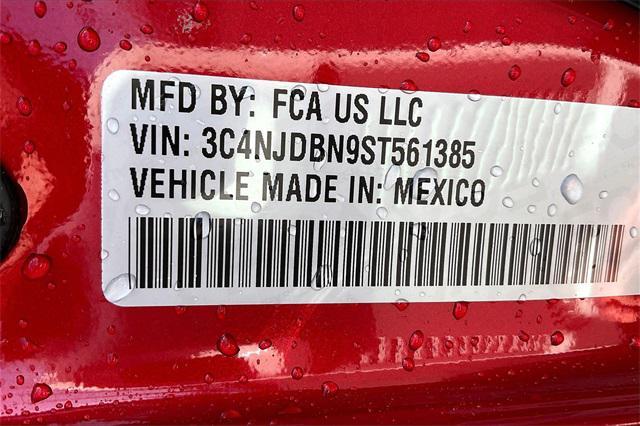 MFD BY: FCA US LLC
VIN: 3C4NJDBN9ST561385
VEHICLE MADE IN: MEXICO